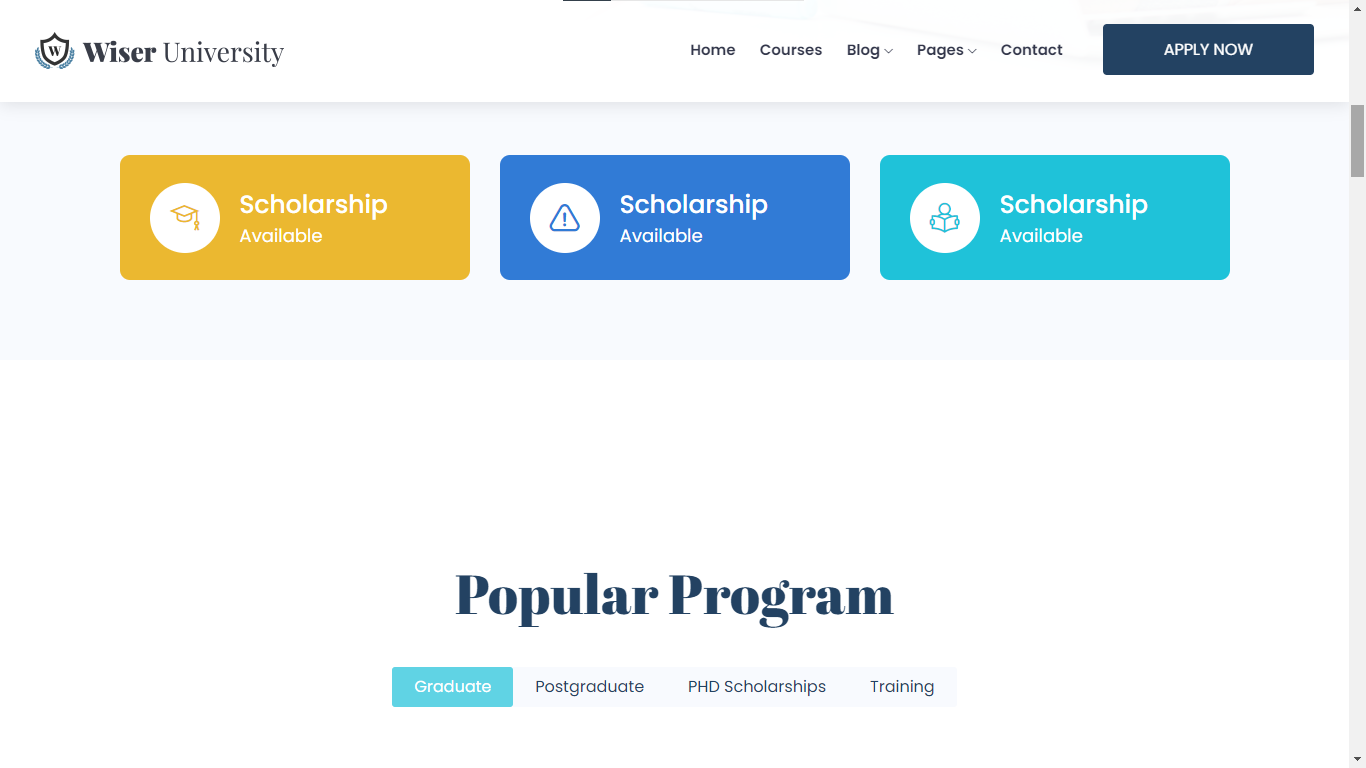 W Wiser University
Home Courses Blog Pages Contact APPLY NOW
Scholarship Scholarship Scholarship
Available Available Available
Popular Program
Graduate Postgraduate PHD Scholarships Training